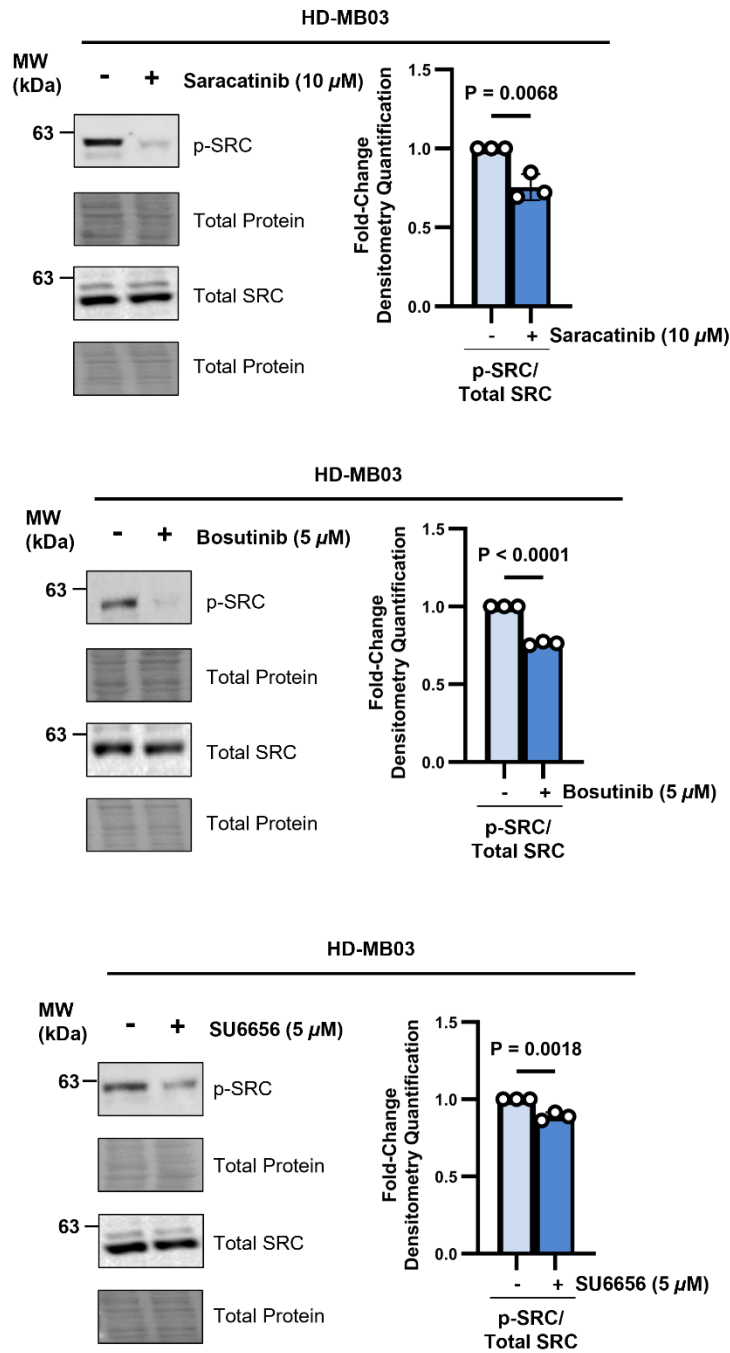 HD-MB03
MW
(kDa)
- + Saracatinib (10 µM)
63
p-SRC
Total Protein
63
Total SRC
Total Protein
Fold-Change
Densitometry Quantification
1.5
1.0
0.5
0.0
P = 0.0068
- + Saracatinib (10 µM)
p-SRC/
Total SRC
HD-MB03
MW
(kDa)
- + Bosutinib (5 µM)
63
p-SRC
Total Protein
63
Total SRC
Total Protein
Fold-Change
Densitometry Quantification
1.5
1.0
0.5
0.0
P < 0.0001
- + Bosutinib (5 µM)
p-SRC/
Total SRC
HD-MB03
MW
(kDa)
- + SU6656 (5 µM)
63
p-SRC
Total Protein
63
Total SRC
Total Protein
Fold-Change
Densitometry Quantification
1.5
1.0
0.5
0.0
P = 0.0018
- + SU6656 (5 µM)
p-SRC/
Total SRC